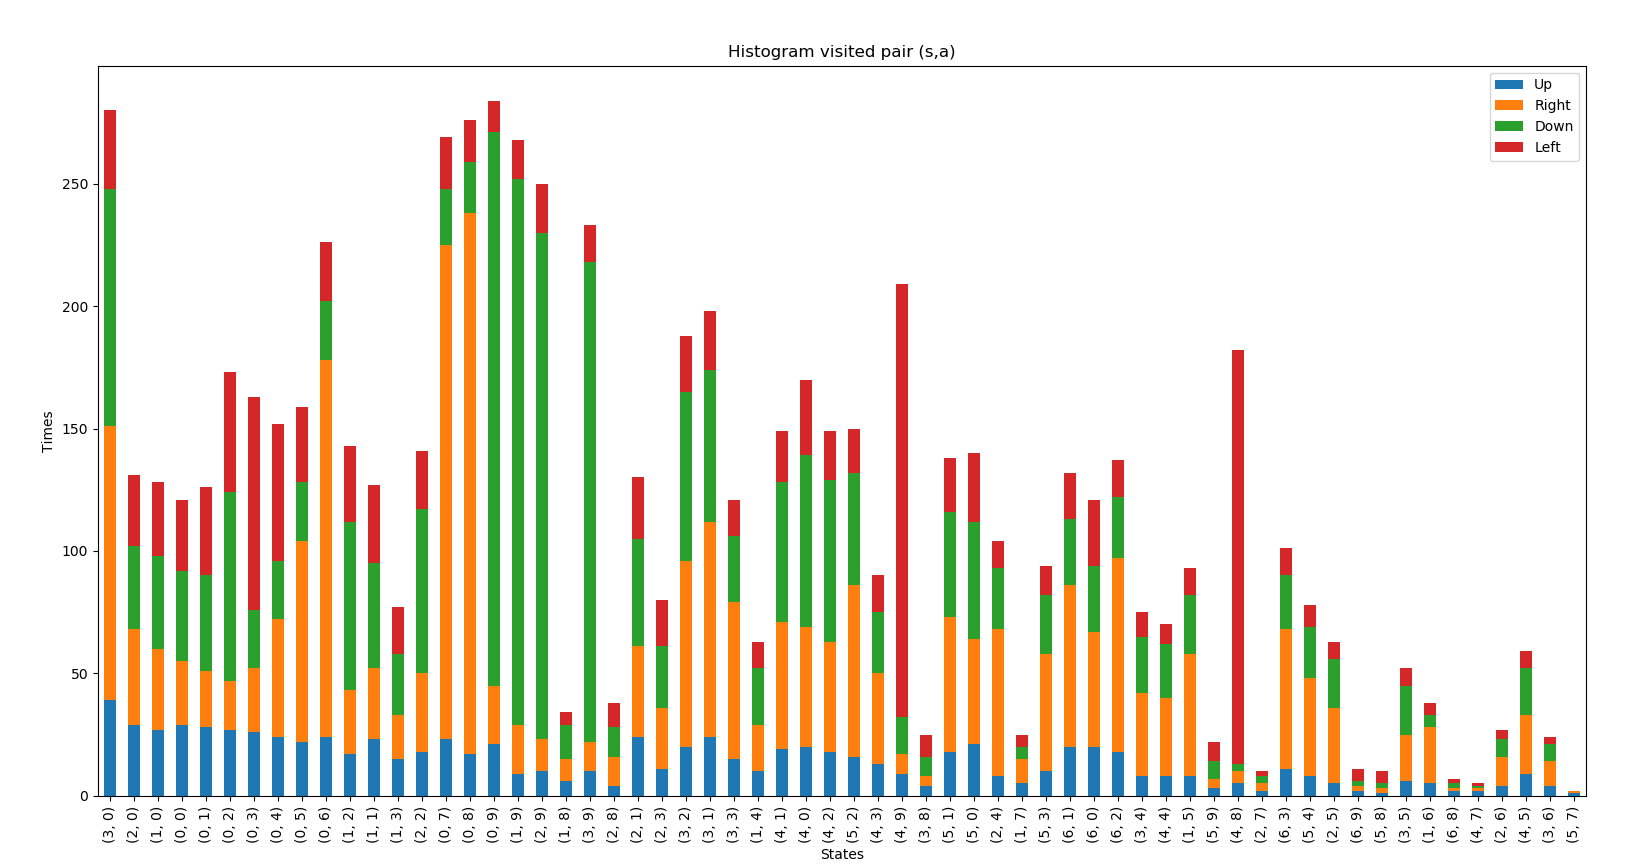 Histogram visited pair (s,a)
Up
Right
Down
Left
Times
250
200
150
100
50
0
(3, 0) (2, 0) (1, 0) (0, 0) (0, 1) (0, 2) (0, 3) (0, 4) (0, 5) (0, 6) (1, 2) (1, 1) (1, 3) (2, 2) (0, 7) (0, 8) (0, 9) (1, 9) (2, 9) (1, 8) (3, 9) (2, 8) (2, 1) (2, 3) (3, 2) (3, 1) (3, 3) (1, 4) (4, 1) (4, 0) (4, 2) (5, 2) (4, 3) (4, 9) (3, 8) (5, 1) (5, 0) (2, 4) (1, 7) (5, 3) (6, 1) (6, 0) (6, 2) (3, 4) (4, 4) (1, 5) (5, 9) (4, 8) (2, 7) (6, 3) (5, 4) (2, 5) (6, 9) (5, 8) (3, 5) (1, 6) (6, 8) (4, 7) (2, 6) (4, 5) (3, 6) (5, 7)
States